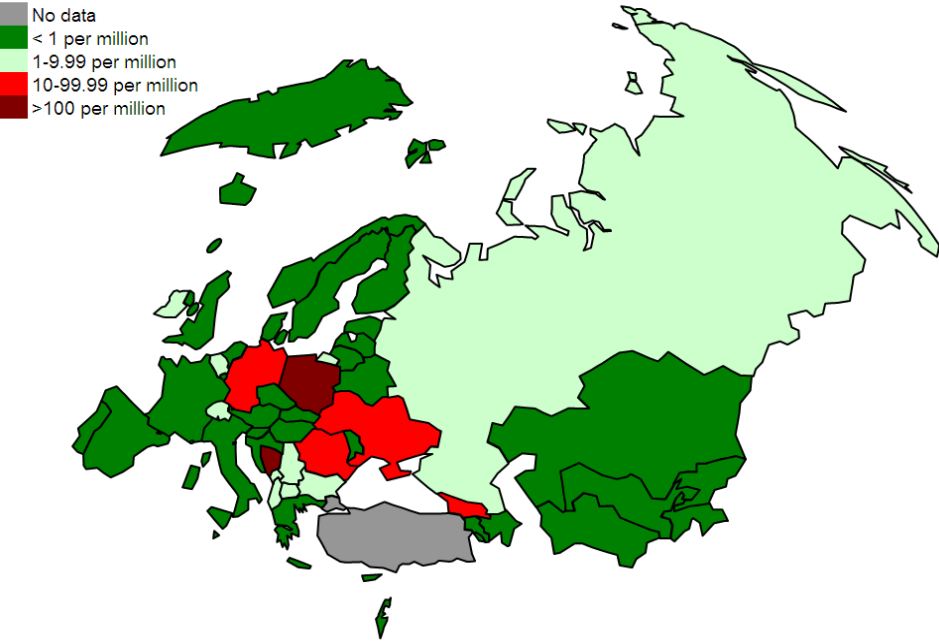 No data
< 1 per million
1-9.99 per million
10-99.99 per million
>100 per million